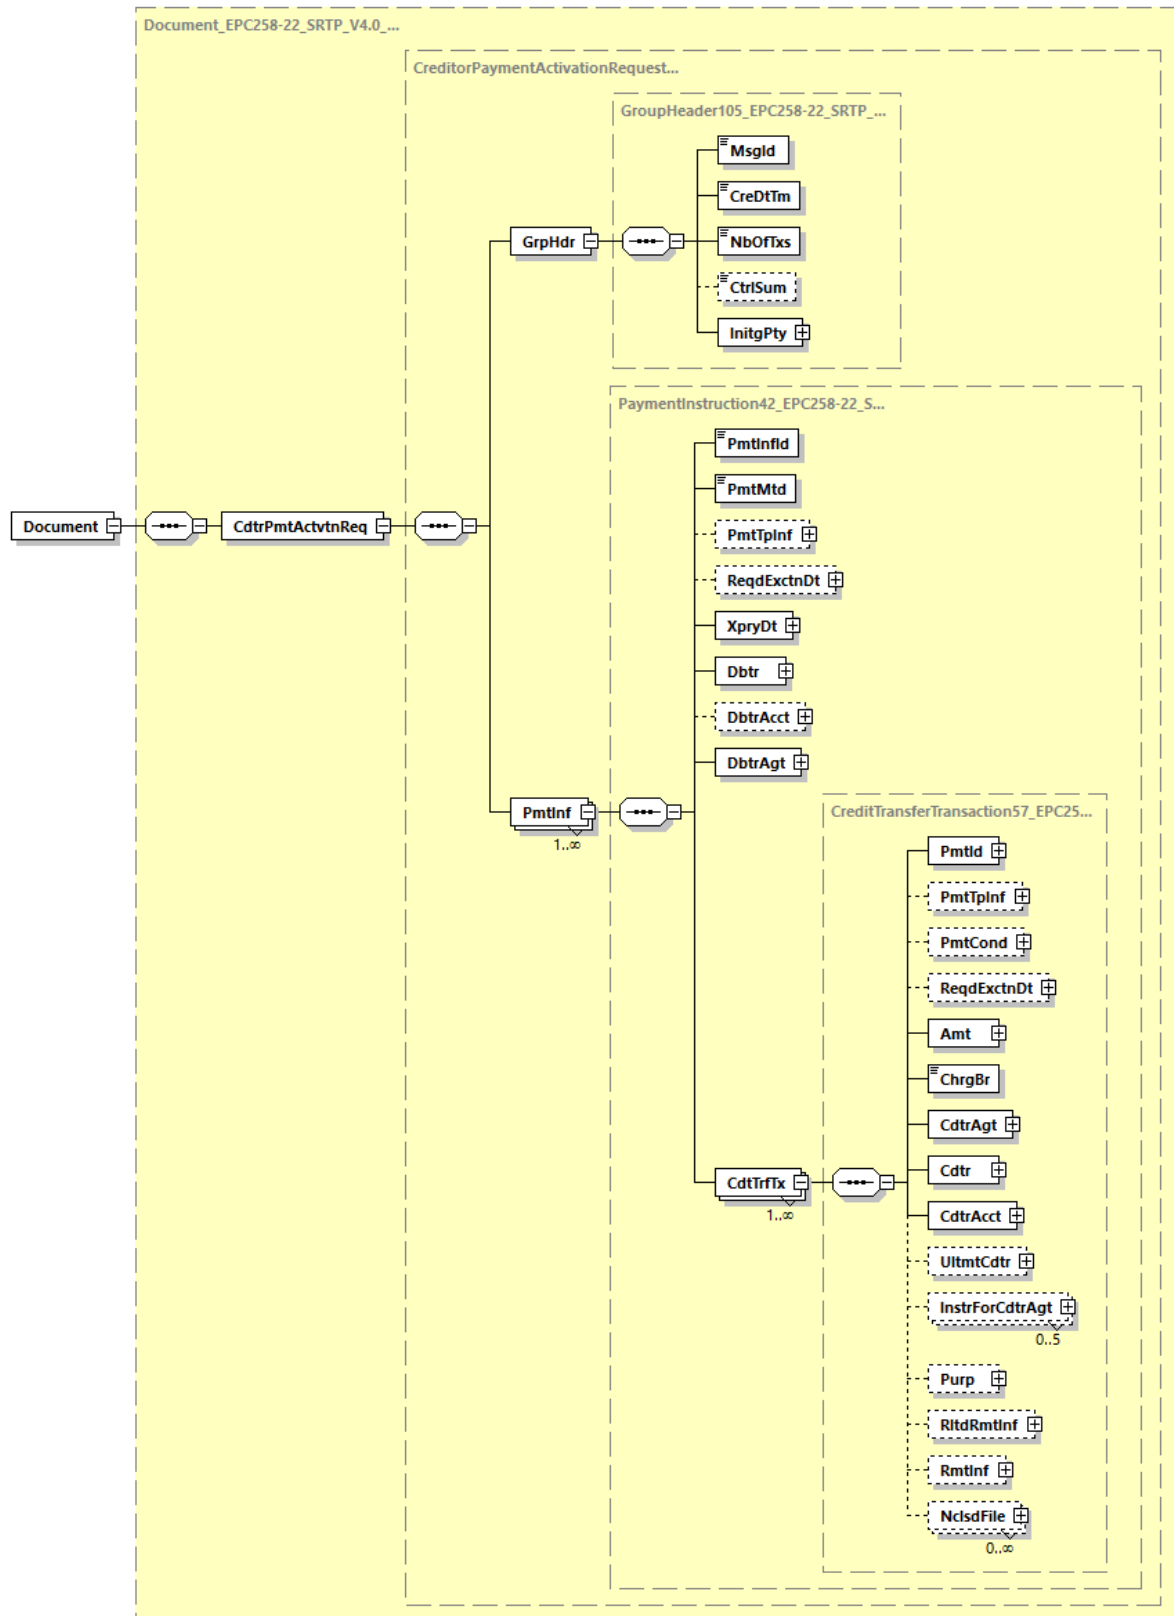 Document_EPC258-22_SRTP_V4.0_...
CreditorPaymentActivationRequest...
GroupHeader105_EPC258-22_SRTP_...
MsgId
CreDtTm
GrpHdr
NbOfTxs
CtrlSum
InitgPty
PaymentInstruction42_EPC258-22_S...
PmtInfId
PmtMtd
Document
CdtrPmtActvtnReq
PmtTpInf
ReqdExctnDt
XpryDt
Dbtr
DbtrAcct
DbtrAgt
PmtInf
1..∞
CreditTransferTransaction57_EPC25...
PmtId
PmtTpInf
PmtCond
ReqdExctnDt
Amt
ChrgBr
CdtrAgt
Cdtr
CdtTrfTx
1..∞
CdtrAcct
UltmtCdtr
InstrForCdtrAgt
0..5
Purp
RltdRmtInf
RmtInf
NclsdFile
0..∞